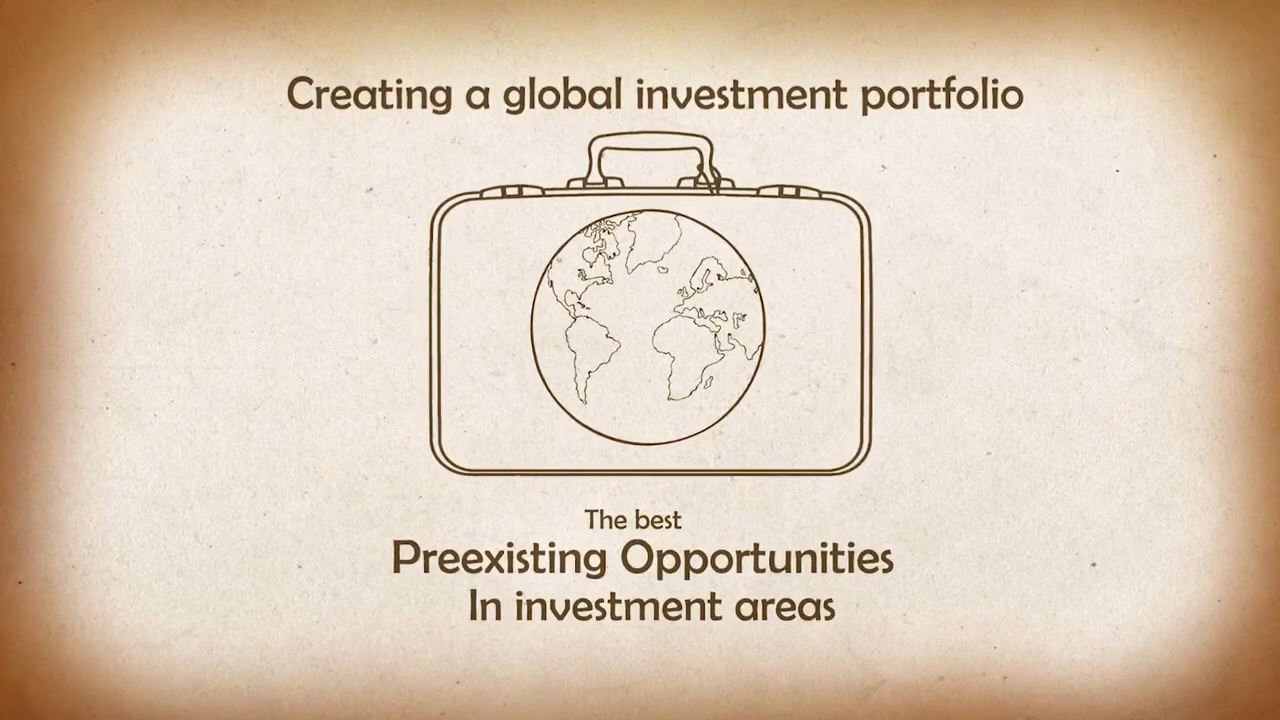 Creating a global investment portfolio
The best
Preexisting Opportunities
In investment areas